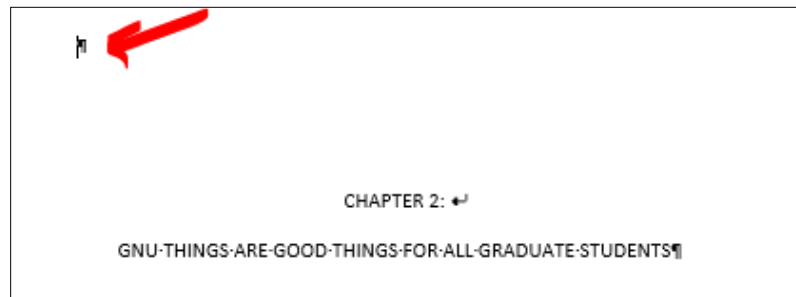 ¶
CHAPTER 2: ↵
GNU·THINGS·ARE·GOOD·THINGS·FOR·ALL·GRADUATE·STUDENTS¶